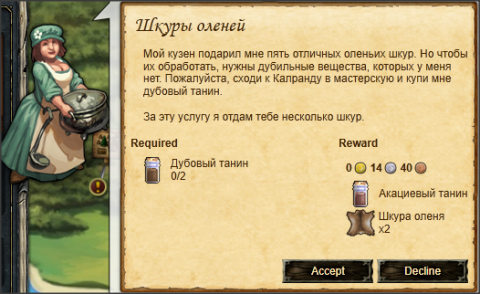 Шкуры оленей
Мой кузен подарил мне пять отличных оленьих шкур. Но чтобы
их обработать, нужны дубильные вещества, которых у меня
нет. Пожалуйста, сходи к Калранду в мастерскую и купи мне
дубовый танин.
За эту услугу я отдам тебе несколько шкур.
Required
Дубовый танин
0/2
Reward
0 14 40
Акациевый танин
Шкура оленя
x2
Accept
Decline